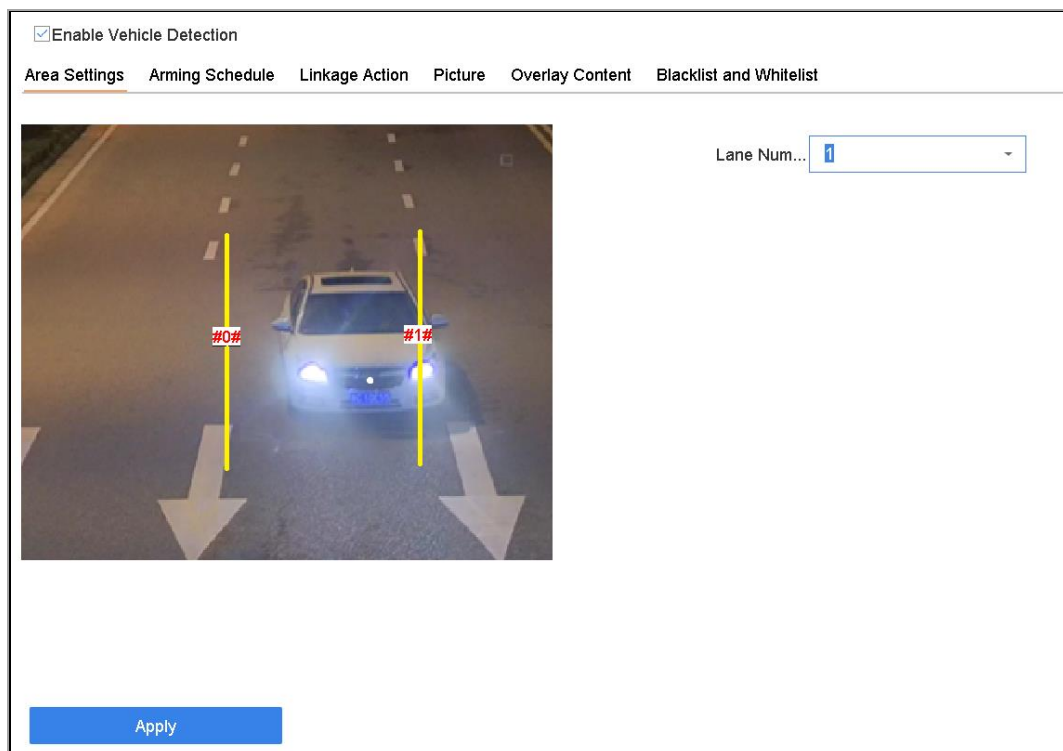 Enable Vehicle Detection
Area Settings Arming Schedule Linkage Action Picture Overlay Content Blacklist and Whitelist
Lane Num... 1
#0# #1#
Apply